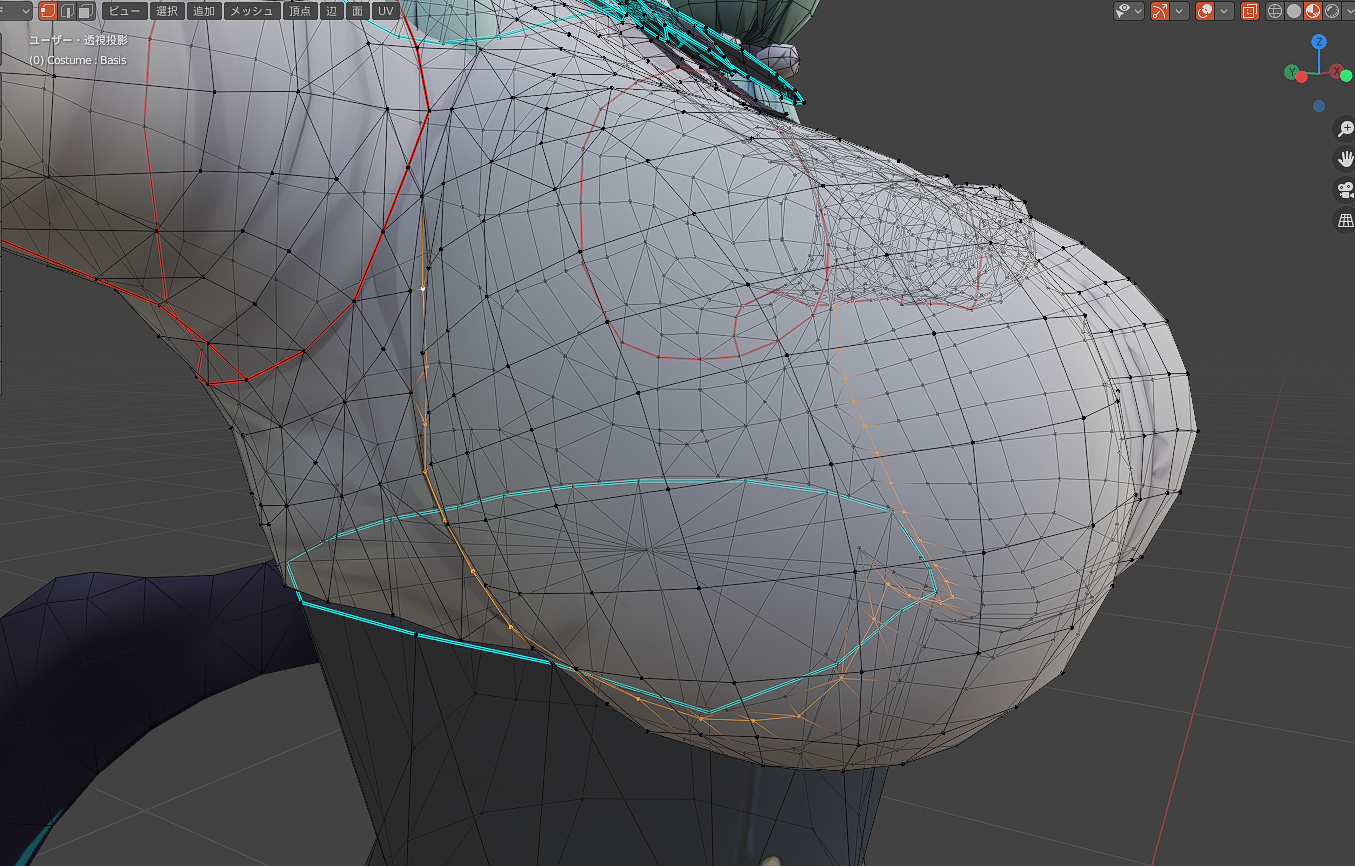 ビュー 選択 追加 メッシュ 頂点 辺 面 UV
ユーザー・透視投影
(0) Costume : Basis
Z
Y
X